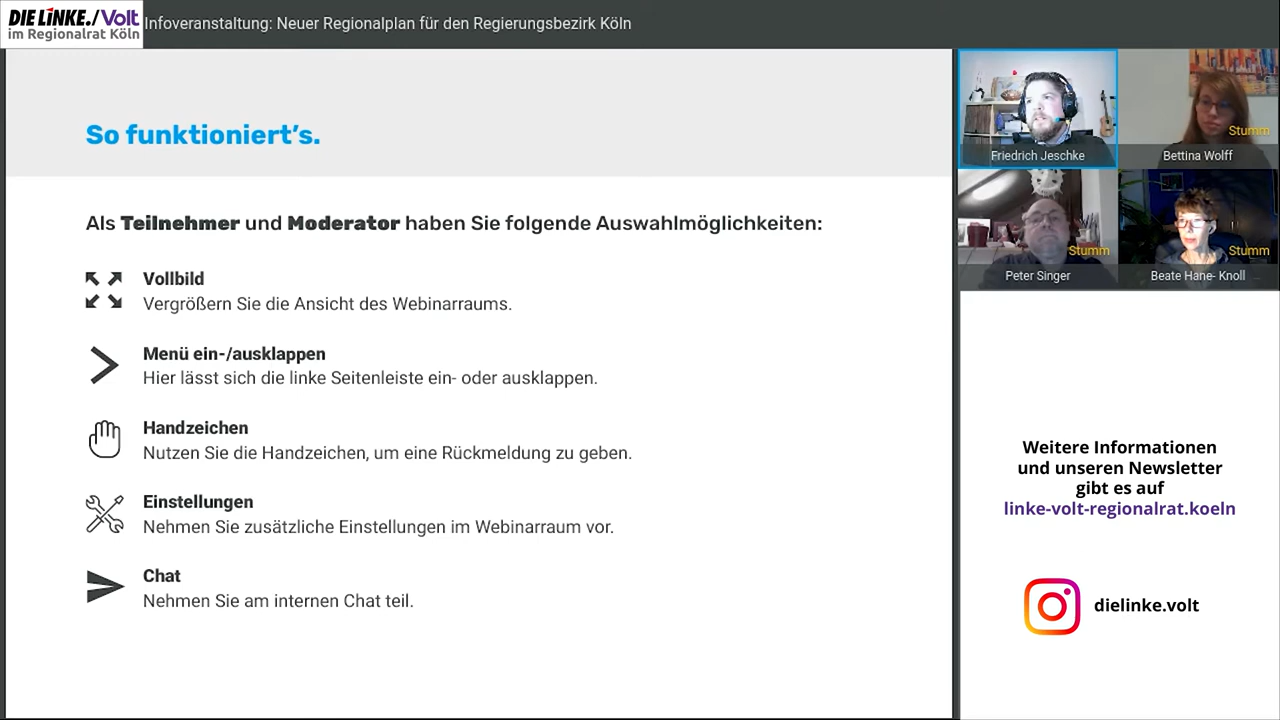 DIE LINKE./Volt
im Regionalrat Köln
Infoveranstaltung: Neuer Regionalplan für den Regierungsbezirk Köln
So funktioniert's.
Als Teilnehmer und Moderator haben Sie folgende Auswahlmöglichkeiten:
Vollbild
Vergrößern Sie die Ansicht des Webinarraums.
Menü ein-/ausklappen
Hier lässt sich die linke Seitenleiste ein- oder ausklappen.
Handzeichen
Nutzen Sie die Handzeichen, um eine Rückmeldung zu geben.
Einstellungen
Nehmen Sie zusätzliche Einstellungen im Webinarraum vor.
Chat
Nehmen Sie am internen Chat teil.
Friedrich Jeschke
Stumm
Bettina Wolff
Stumm
Peter Singer
Stumm
Beate Hane- Knoll
Weitere Informationen
und unseren Newsletter
gibt es auf
linke-volt-regionalrat.koeln
dielinke.volt